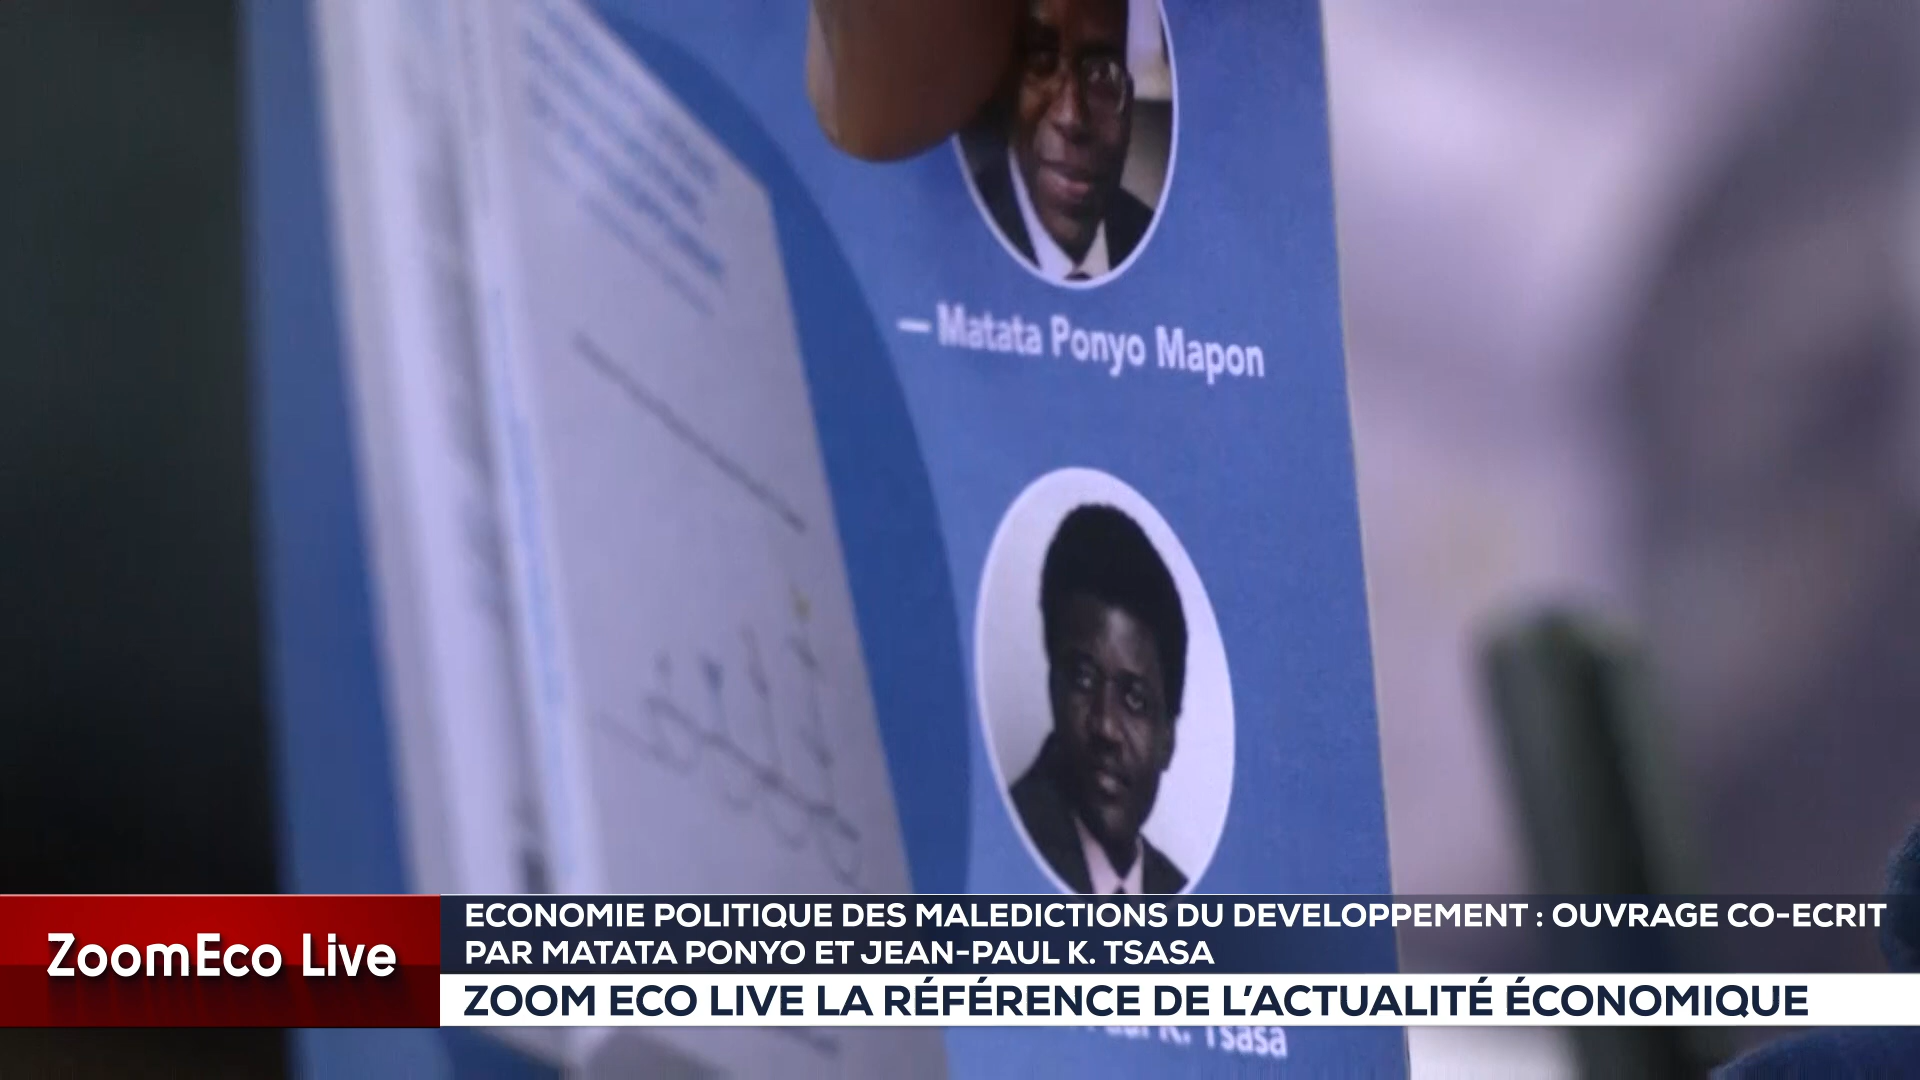 — Matata Ponyo Mapon
ZoomEco Live
ECONOMIE POLITIQUE DES MALEDICTIONS DU DEVELOPPEMENT : OUVRAGE CO-ECRIT
PAR MATATA PONYO ET JEAN-PAUL K. TSASA
ZOOM ECO LIVE LA RÉFÉRENCE DE L’ACTUALITÉ ÉCONOMIQUE
K. Tsasa